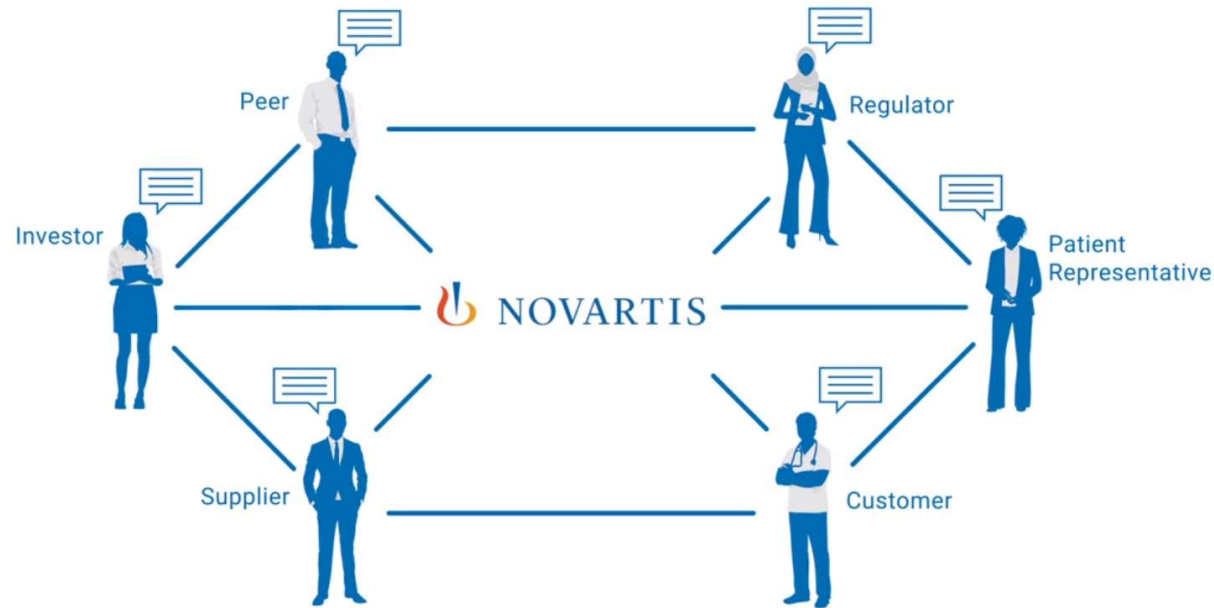 Peer
Regulator
Investor
Patient
Representative
NOVARTIS
Supplier
Customer